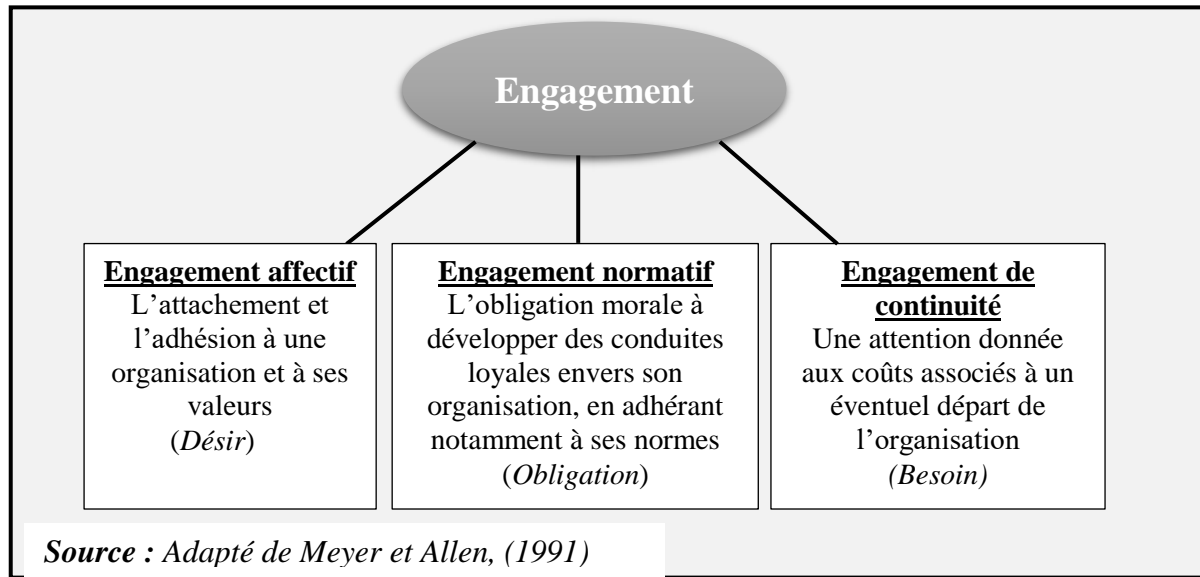 Engagement
Engagement affectif
L’attachement et
l’adhésion à une
organisation et à ses
valeurs
(Désir)
Engagement normatif
L’obligation morale à
développer des conduites
loyales envers son
organisation, en adhérant
notamment à ses normes
(Obligation)
Engagement de
continuité
Une attention donnée
aux coûts associés à un
éventuel départ de
l’organisation
(Besoin)
Source : Adapté de Meyer et Allen, (1991)